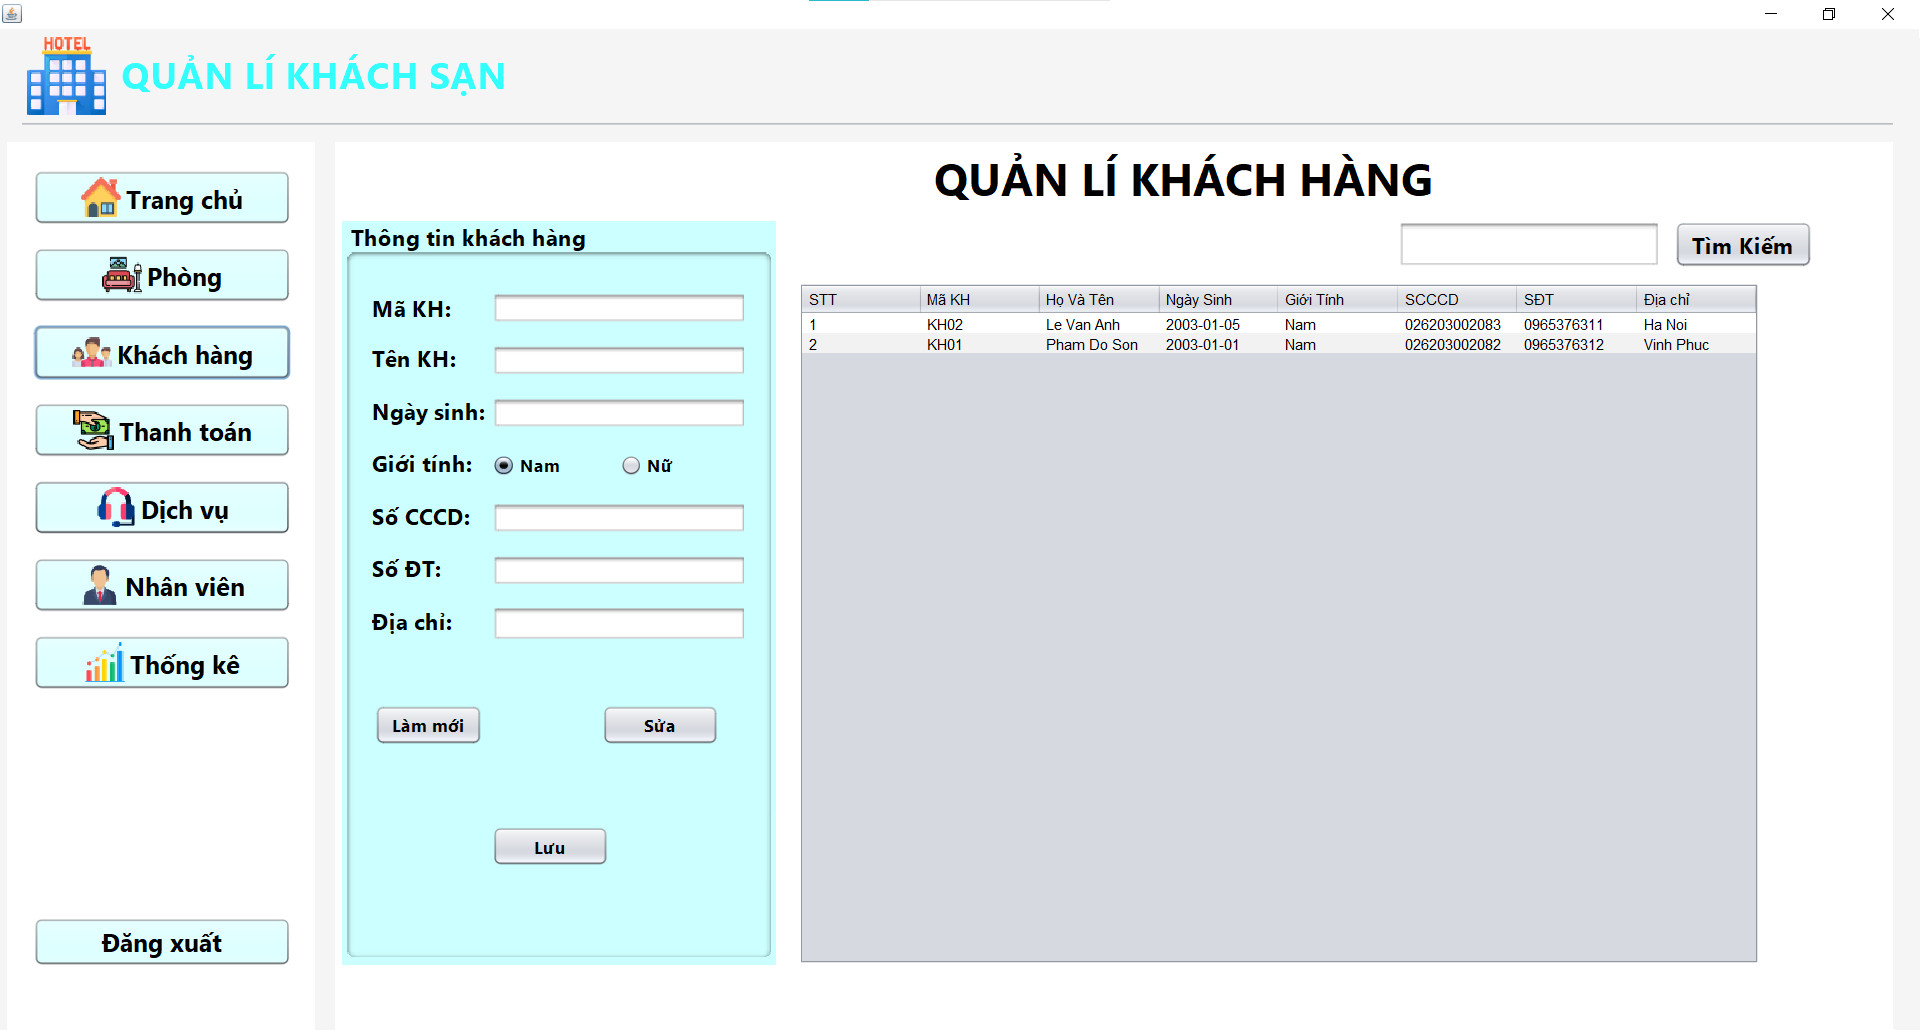 HOTEL
QUẢN LÍ KHÁCH SẠN
Trang chủ
Phòng
Khách hàng
Thanh toán
Dịch vụ
Nhân viên
Thống kê
Đăng xuất
QUẢN LÍ KHÁCH HÀNG
Thông tin khách hàng
Mã KH:
Tên KH:
Ngày sinh:
Giới tính: Nam Nữ
Số CCCD:
Số ĐT:
Địa chỉ:
Làm mới Sửa
Lưu
Tìm Kiếm
STT Mã KH Họ Và Tên Ngày Sinh Giới Tính SCCCD SĐT Địa chỉ
1 KH02 Le Van Anh 2003-01-05 Nam 026203002083 0965376311 Ha Noi
2 KH01 Pham Do Son 2003-01-01 Nam 026203002082 0965376312 Vinh Phuc